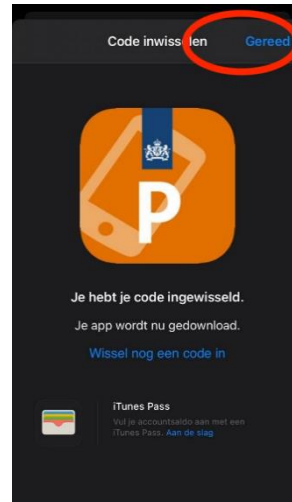 Code inwisselen
Gereed
P
Je hebt je code ingewisseld.
Je app wordt nu gedownload.
Wissel nog een code in
iTunes Pass
Vul je accountsaldo aan met een
iTunes Pass. Aan de slag